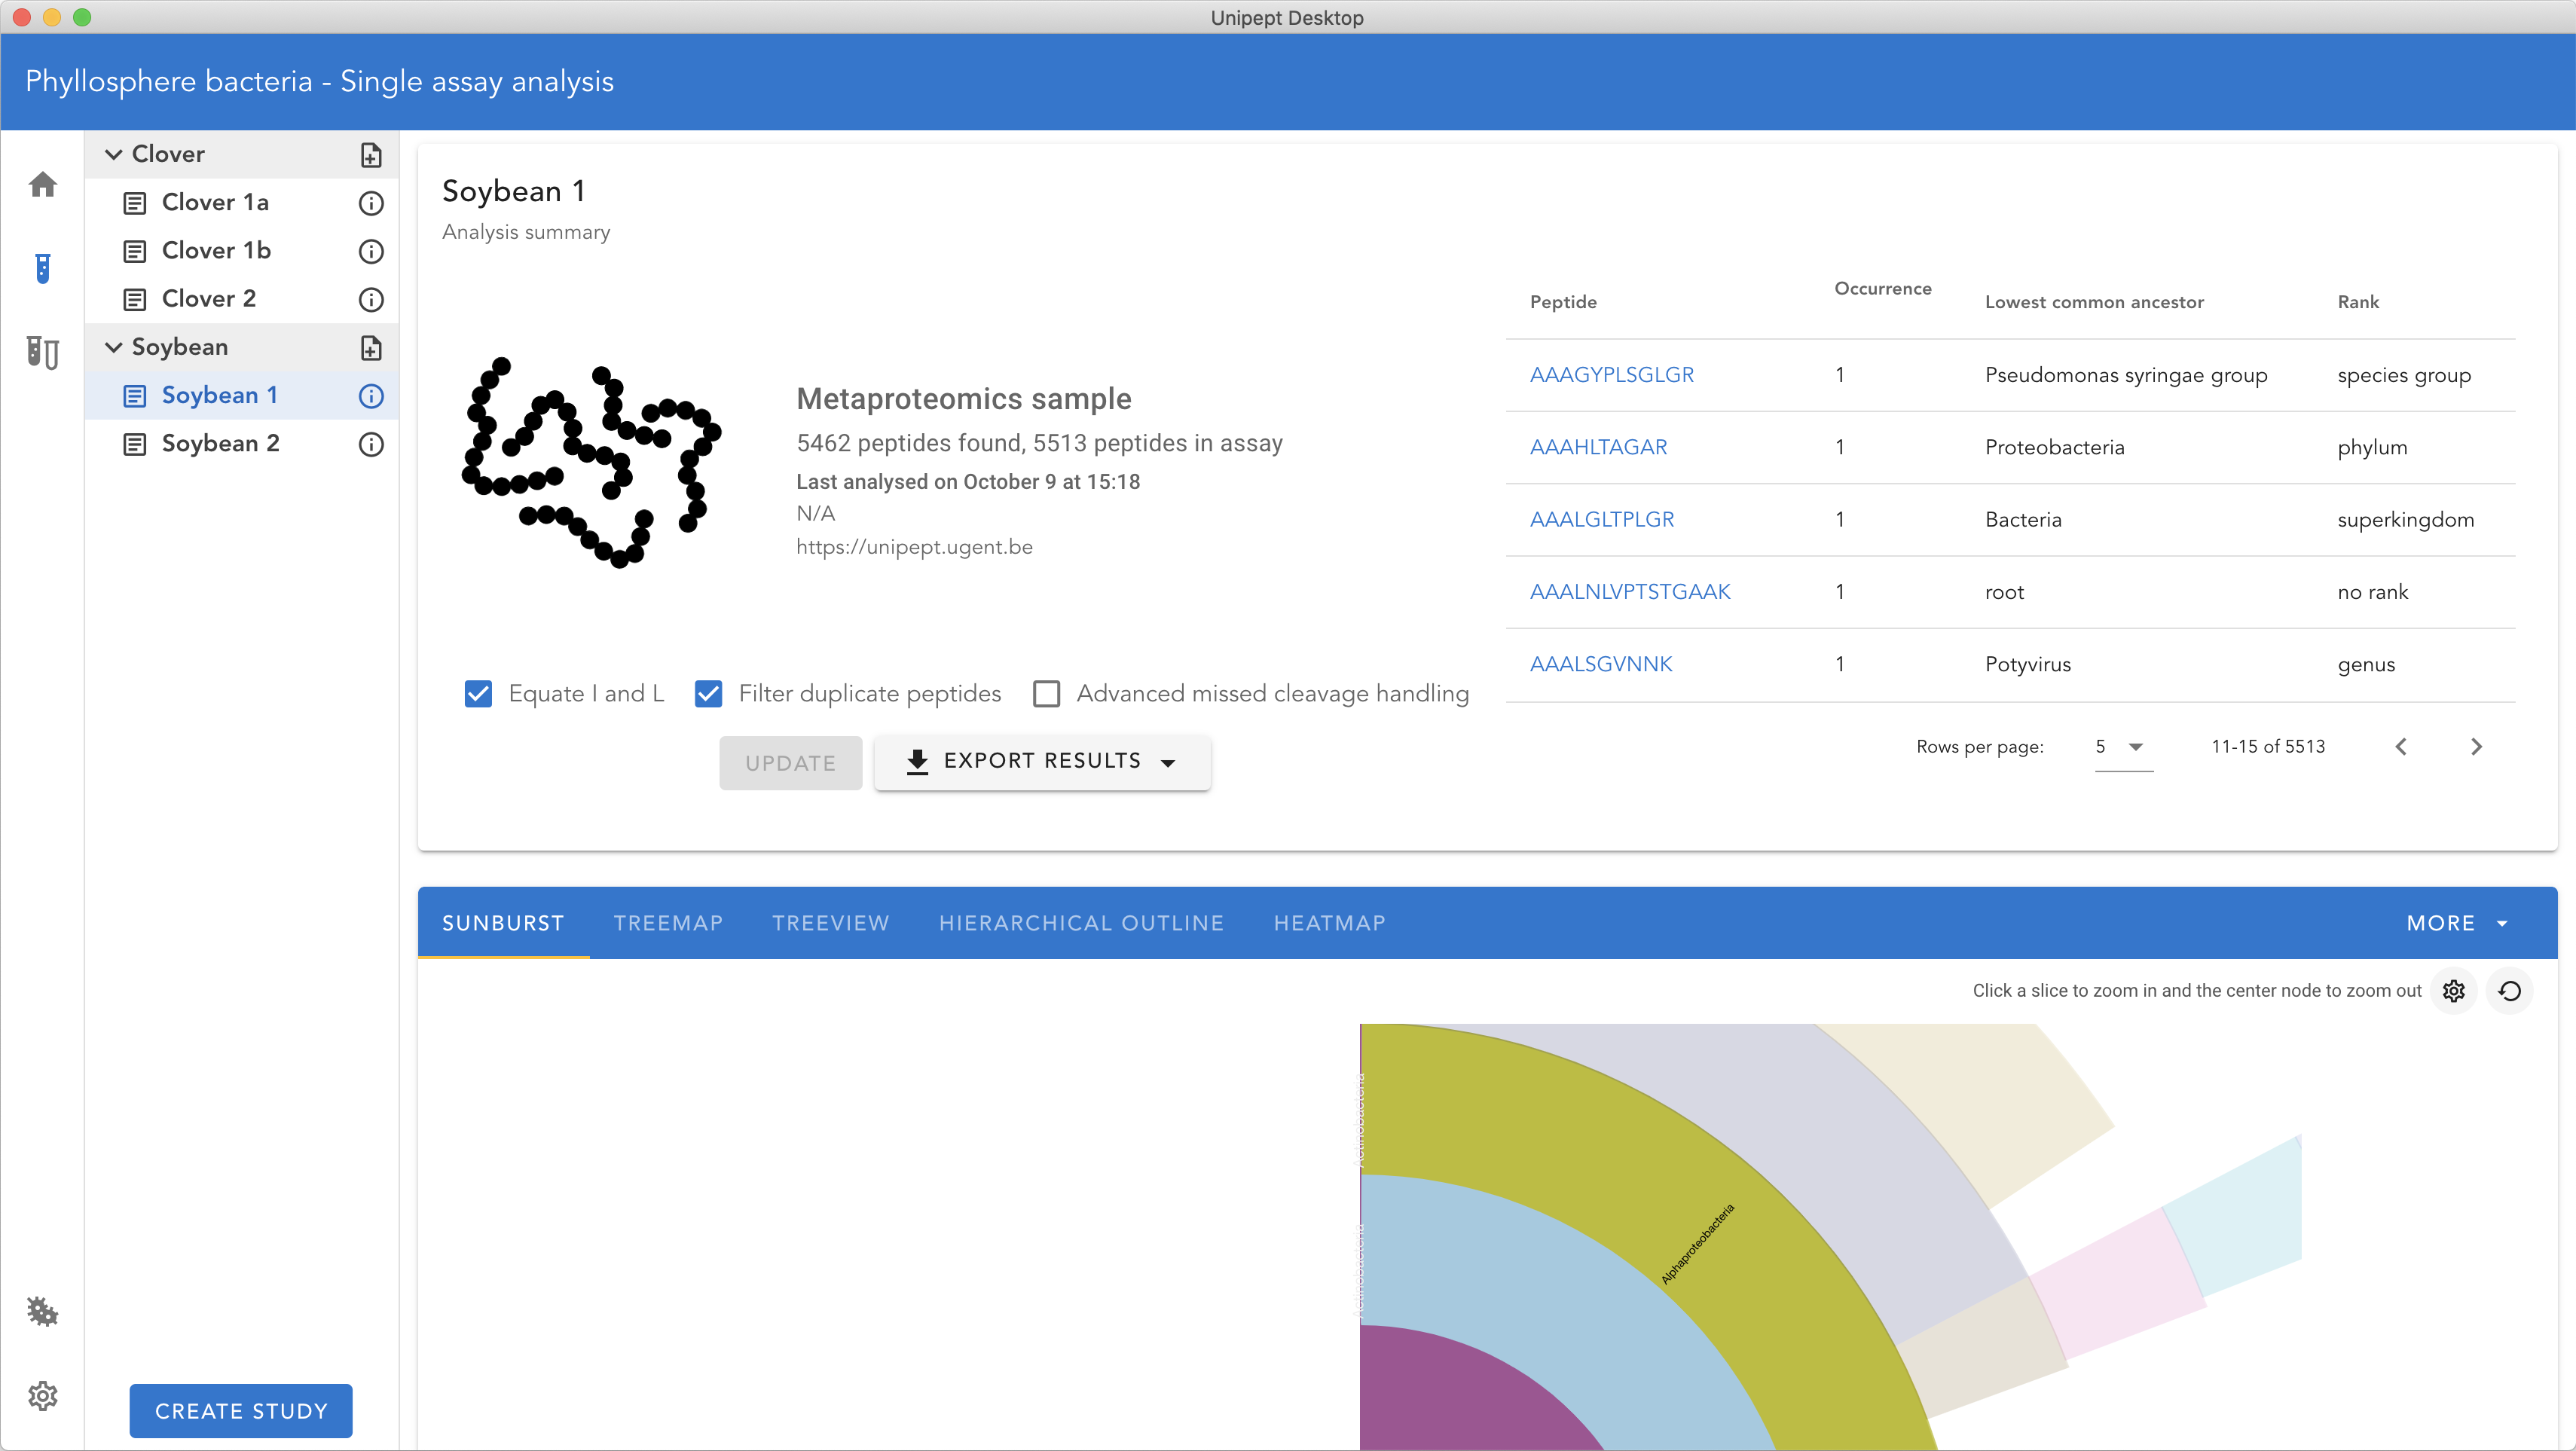 Unipept Desktop
Phyllosphere bacteria - Single assay analysis
Clover
Clover 1a
Clover 1b
Clover 2
Soybean
Soybean 1
Soybean 2
CREATE STUDY
Soybean 1
Analysis summary
Metaproteomics sample
5462 peptides found, 5513 peptides in assay
Last analysed on October 9 at 15:18
N/A
https://unipept.ugent.be
Equate I and L
Filter duplicate peptides
Advanced missed cleavage handling
UPDATE
EXPORT RESULTS
Peptide Occurrence Lowest common ancestor Rank
AAAGYPLSGLGR 1 Pseudomonas syringae group species group
AAAHLTAGAR 1 Proteobacteria phylum
AAALGLTPLGR 1 Bacteria superkingdom
AAALNLVPTSTGAAK 1 root no rank
AAALSGVNNK 1 Potyvirus genus
Rows per page: 5 11-15 of 5513
SUNBURST TREEMAP TREEVIEW HIERARCHICAL OUTLINE HEATMAP MORE
Click a slice to zoom in and the center node to zoom out
Alphaproteobacteria